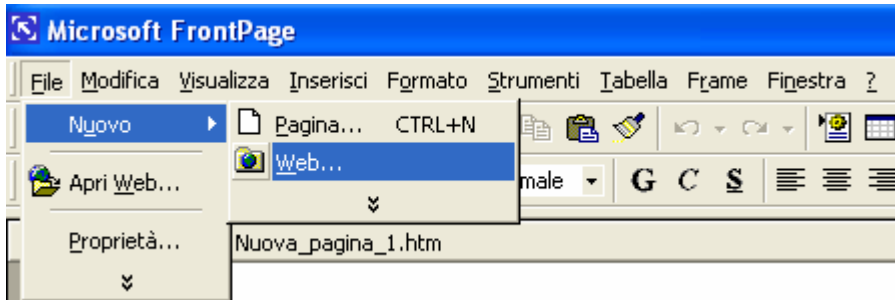 Microsoft FrontPage
File Modifica Visualizza Inserisci Formato Strumenti Tabella Frame Finestra ?
Nuovo
Pagina... CTRL+N
Web...
Apri Web...
male G C S
Proprietà...
Nuova_pagina_1.htm